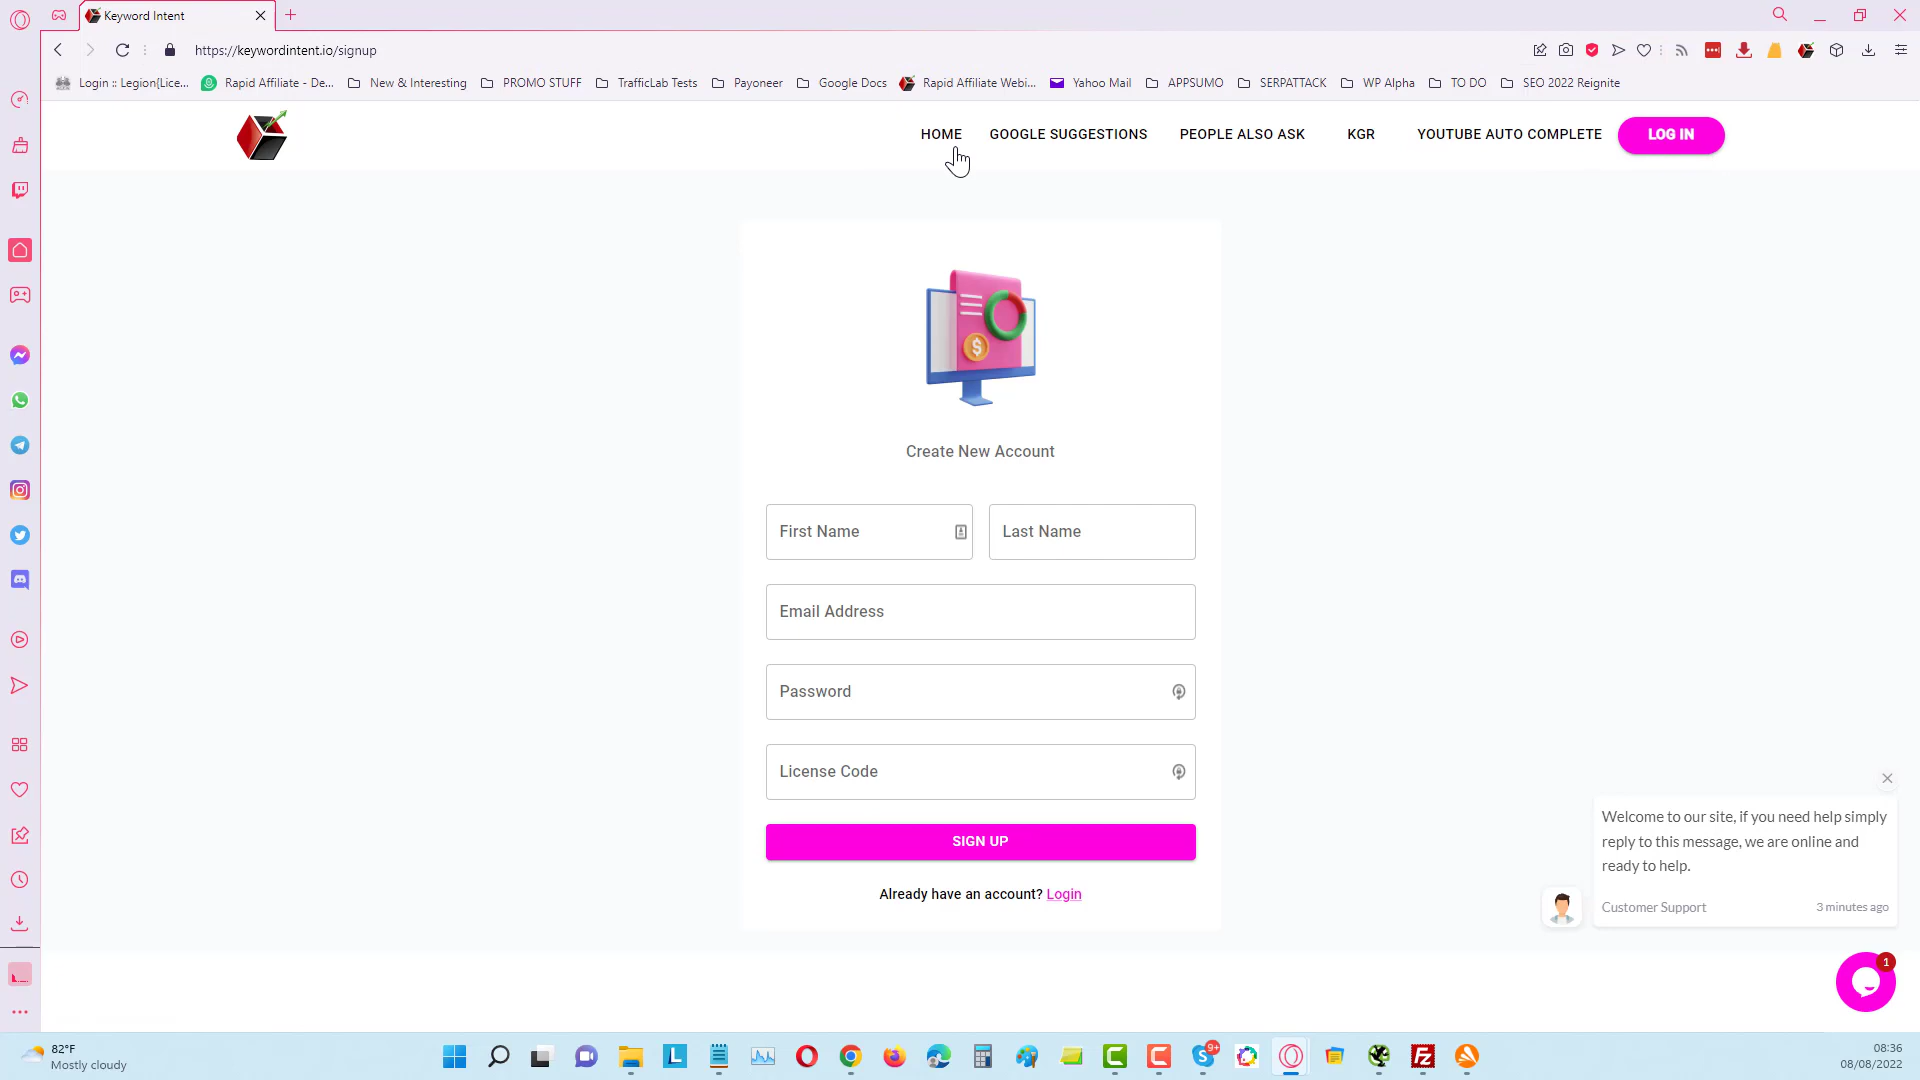 Keyword Intent
https://keywordintent.io/signup
Login :: Legion{Lice...
Rapid Affiliate - De...
New & Interesting
PROMO STUFF
TrafficLab Tests
Payoneer
Google Docs
Rapid Affiliate Webi...
Yahoo Mail
APPSUMO
SERPATTACK
WP Alpha
TO DO
SEO 2022 Reignite
HOME
GOOGLE SUGGESTIONS
PEOPLE ALSO ASK
KGR
YOUTUBE AUTO COMPLETE
LOG IN
$
Create New Account
First Name
Last Name
Email Address
Password
License Code
SIGN UP
Already have an account? Login
Welcome to our site, if you need help simply
reply to this message, we are online and
ready to help.
Customer Support
3 minutes ago
1
82°F
Mostly cloudy
L
9+
C
C
Fz
08:36
08/08/2022